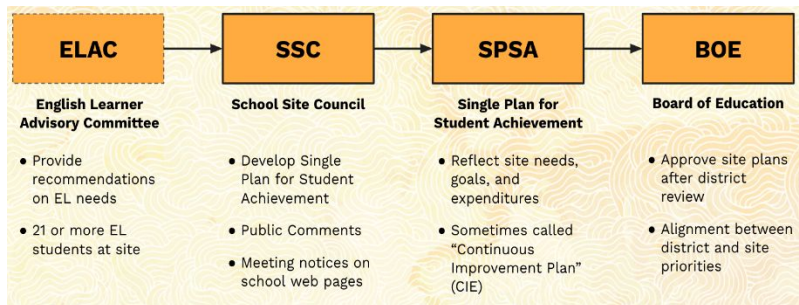 ELAC
SSC
SPSA
BOE
English Learner
Advisory Committee
● Provide
recommendations
on EL needs
● 21 or more EL
students at site
School Site Council
● Develop Single
Plan for Student
Achievement
● Public Comments
● Meeting notices on
school web pages
Single Plan for
Student Achievement
● Reflect site needs,
goals, and
expenditures
● Sometimes called
“Continuous
Improvement Plan”
(CIE)
Board of Education
● Approve site plans
after district
review
● Alignment between
district and site
priorities